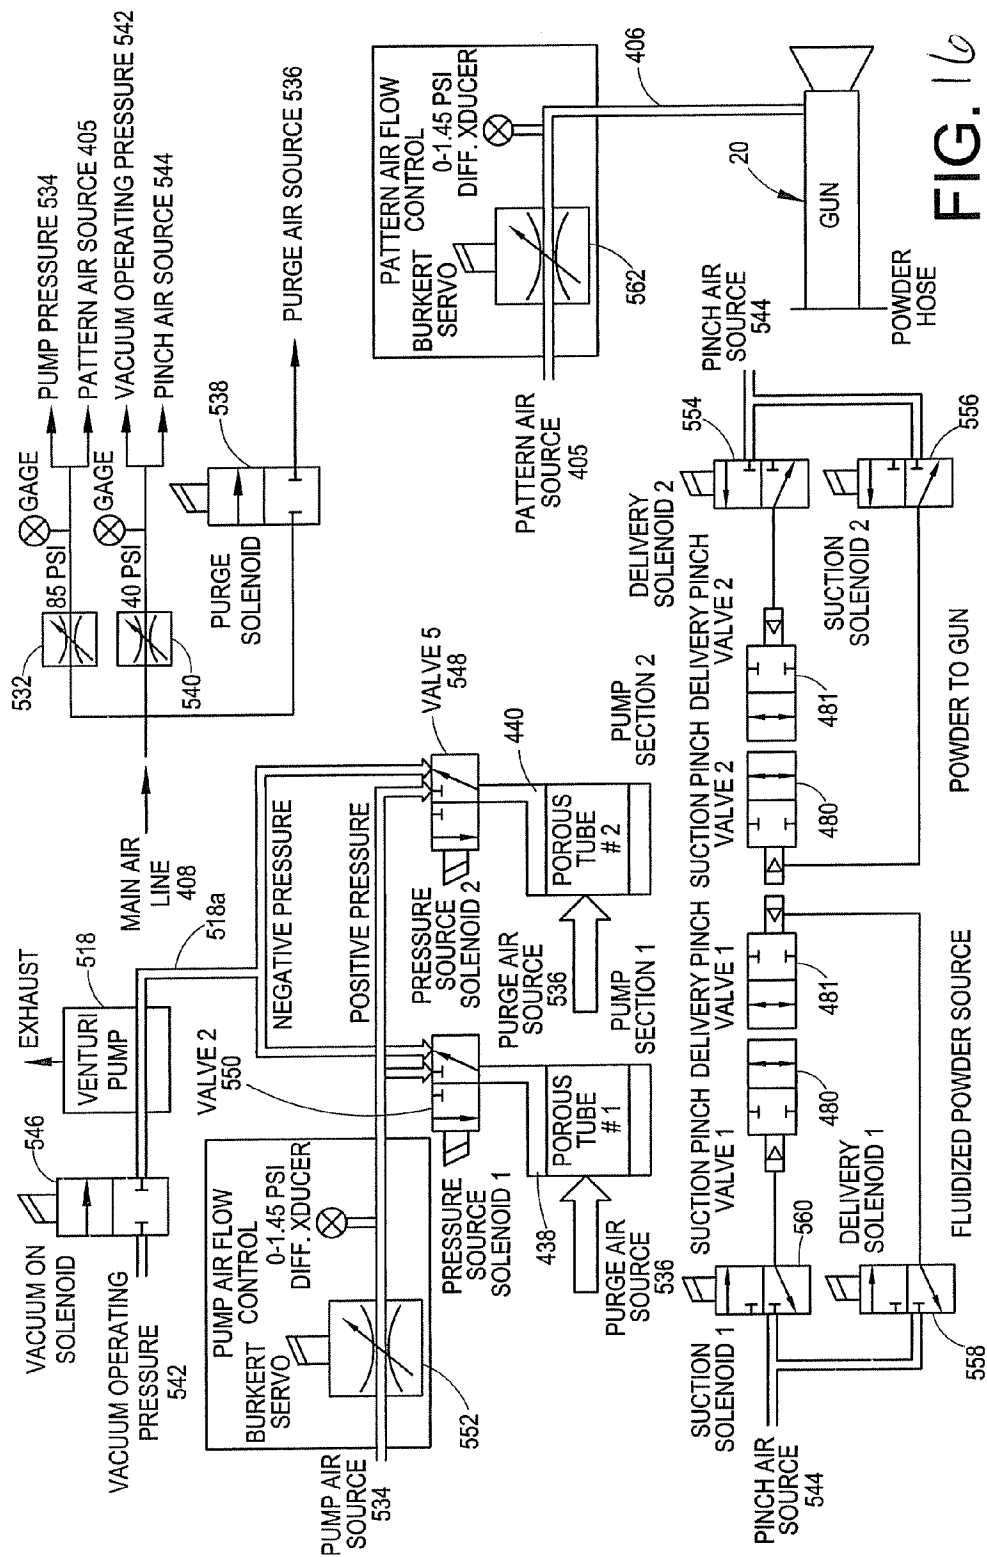 VACUUM ON
SOLENOID
546
VACUUM OPERATING
PRESSURE
542
EXHAUST
518
VENTURI
PUMP
518a
MAIN AIR
LINE
408
532
540
85 PSI
40 PSI
GAGE
GAGE
PUMP PRESSURE 534
PATTERN AIR SOURCE 405
VACUUM OPERATING PRESSURE 542
PINCH AIR SOURCE 544
PURGE
SOLENOID
538
PURGE AIR SOURCE 536
PUMP AIR FLOW
CONTROL
BURKERT
SERVO
0-1.45 PSI
DIFF. XDUCER
552
PUMP AIR
SOURCE
534
VALVE 2
550
NEGATIVE PRESSURE
POSITIVE PRESSURE
VALVE 5
548
PRESSURE
SOURCE
SOLENOID 1
PRESSURE
SOURCE
SOLENOID 2
438
440
POROUS
TUBE
#1
POROUS
TUBE
#2
PURGE AIR
SOURCE
536
PURGE AIR
SOURCE
536
PUMP
SECTION 1
PUMP
SECTION 2
PATTERN AIR FLOW
CONTROL
BURKERT
SERVO
0-1.45 PSI
DIFF. XDUCER
562
PATTERN AIR
SOURCE
405
406
20
GUN
POWDER
HOSE
SUCTION
SOLENOID 1
560
PINCH AIR
SOURCE
544
558
DELIVERY
SOLENOID 1
SUCTION PINCH
VALVE 1
DELIVERY PINCH
VALVE 1
SUCTION PINCH
VALVE 2
DELIVERY PINCH
VALVE 2
480
481
480
481
DELIVERY
SOLENOID 2
554
PINCH AIR
SOURCE
544
SUCTION
SOLENOID 2
556
FLUIDIZED POWDER SOURCE
POWDER TO GUN
FIG. 16